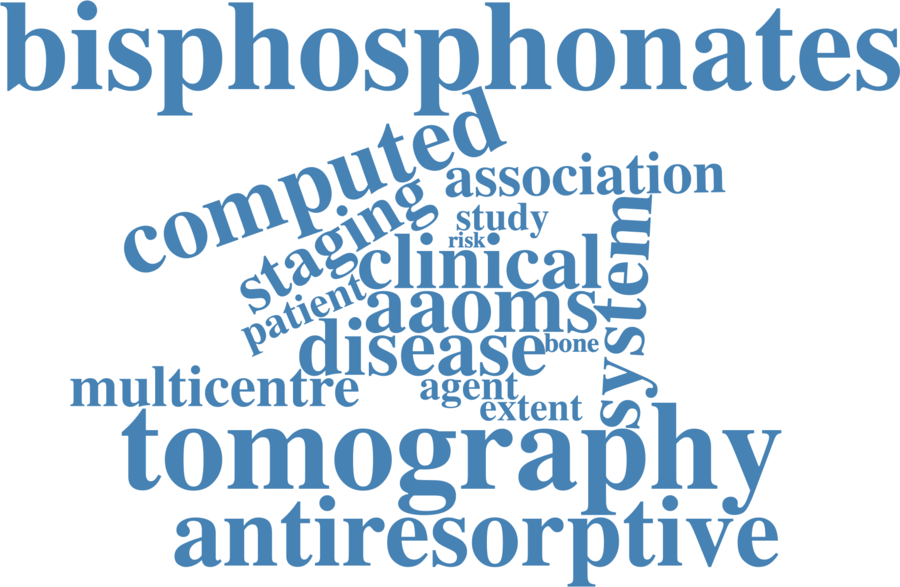 bisphosphonates
computed
association
staging
study
risk
clinical
system
patient
aaoms
disease
bone
multicentre
agent
extent
tomography
antiresorptive